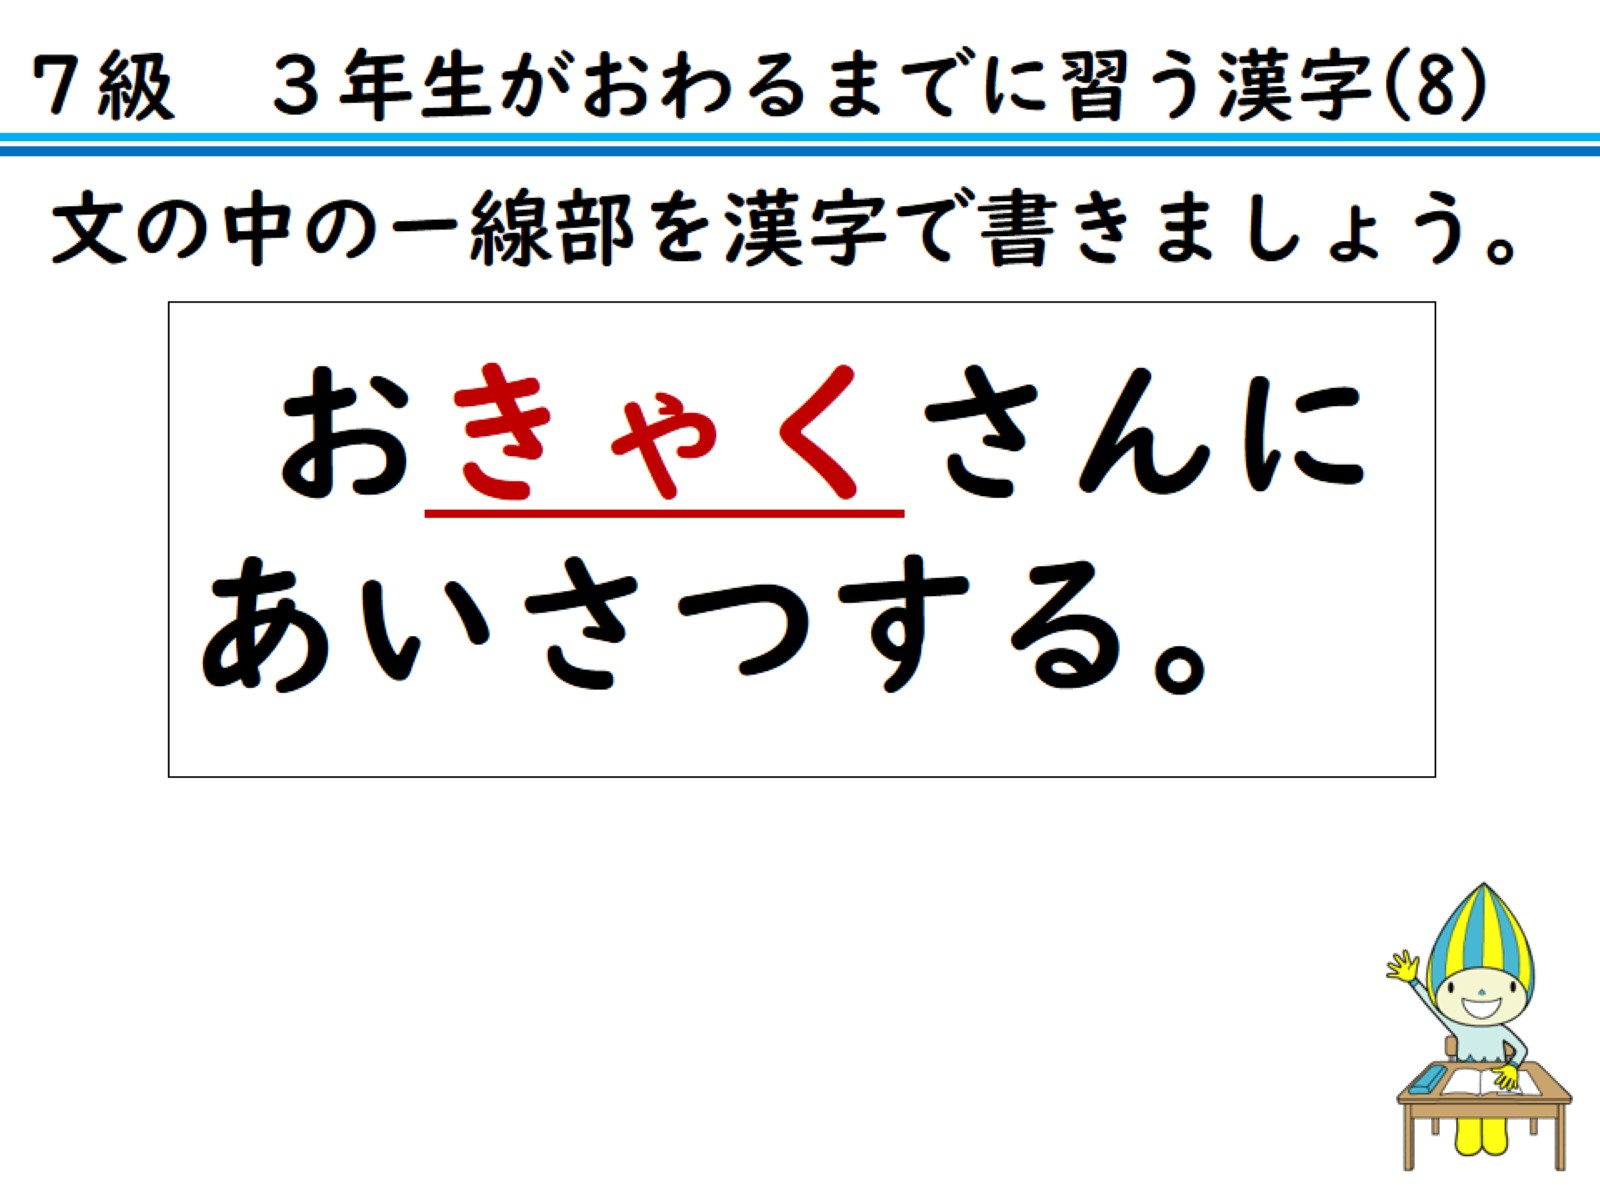 ７級　３年生がおわるまでに習う漢字(8)
文の中の一線部を漢字で書きましょう。
おきゃくさんに
あいさつする。